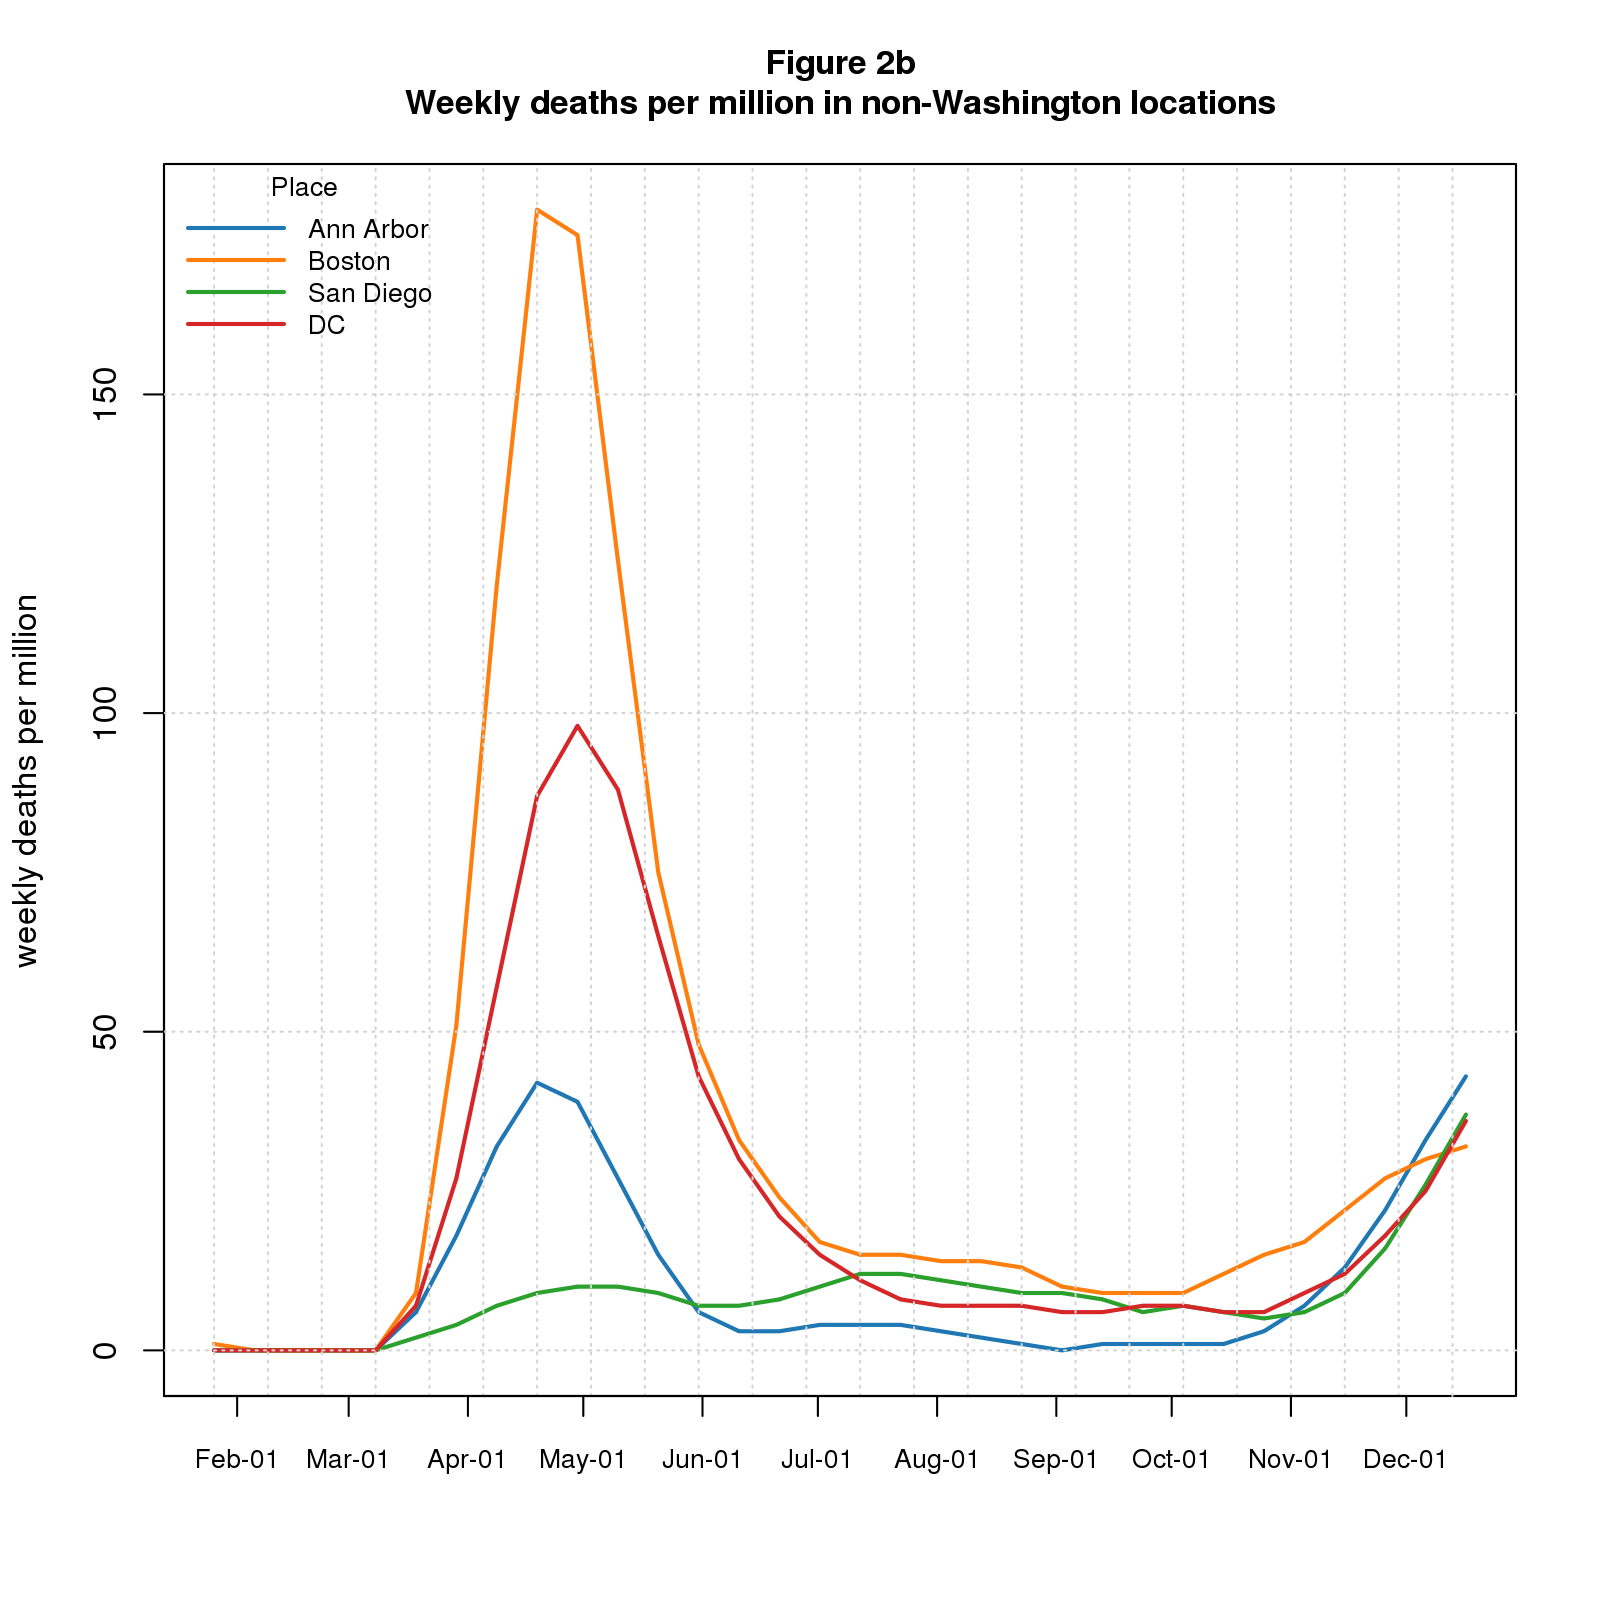 Figure 2b
Weekly deaths per million in non-Washington locations
Place
Ann Arbor
Boston
San Diego
DC
weekly deaths per million
150
100
50
0
Feb-01 Mar-01 Apr-01 May-01 Jun-01 Jul-01 Aug-01 Sep-01 Oct-01 Nov-01 Dec-01